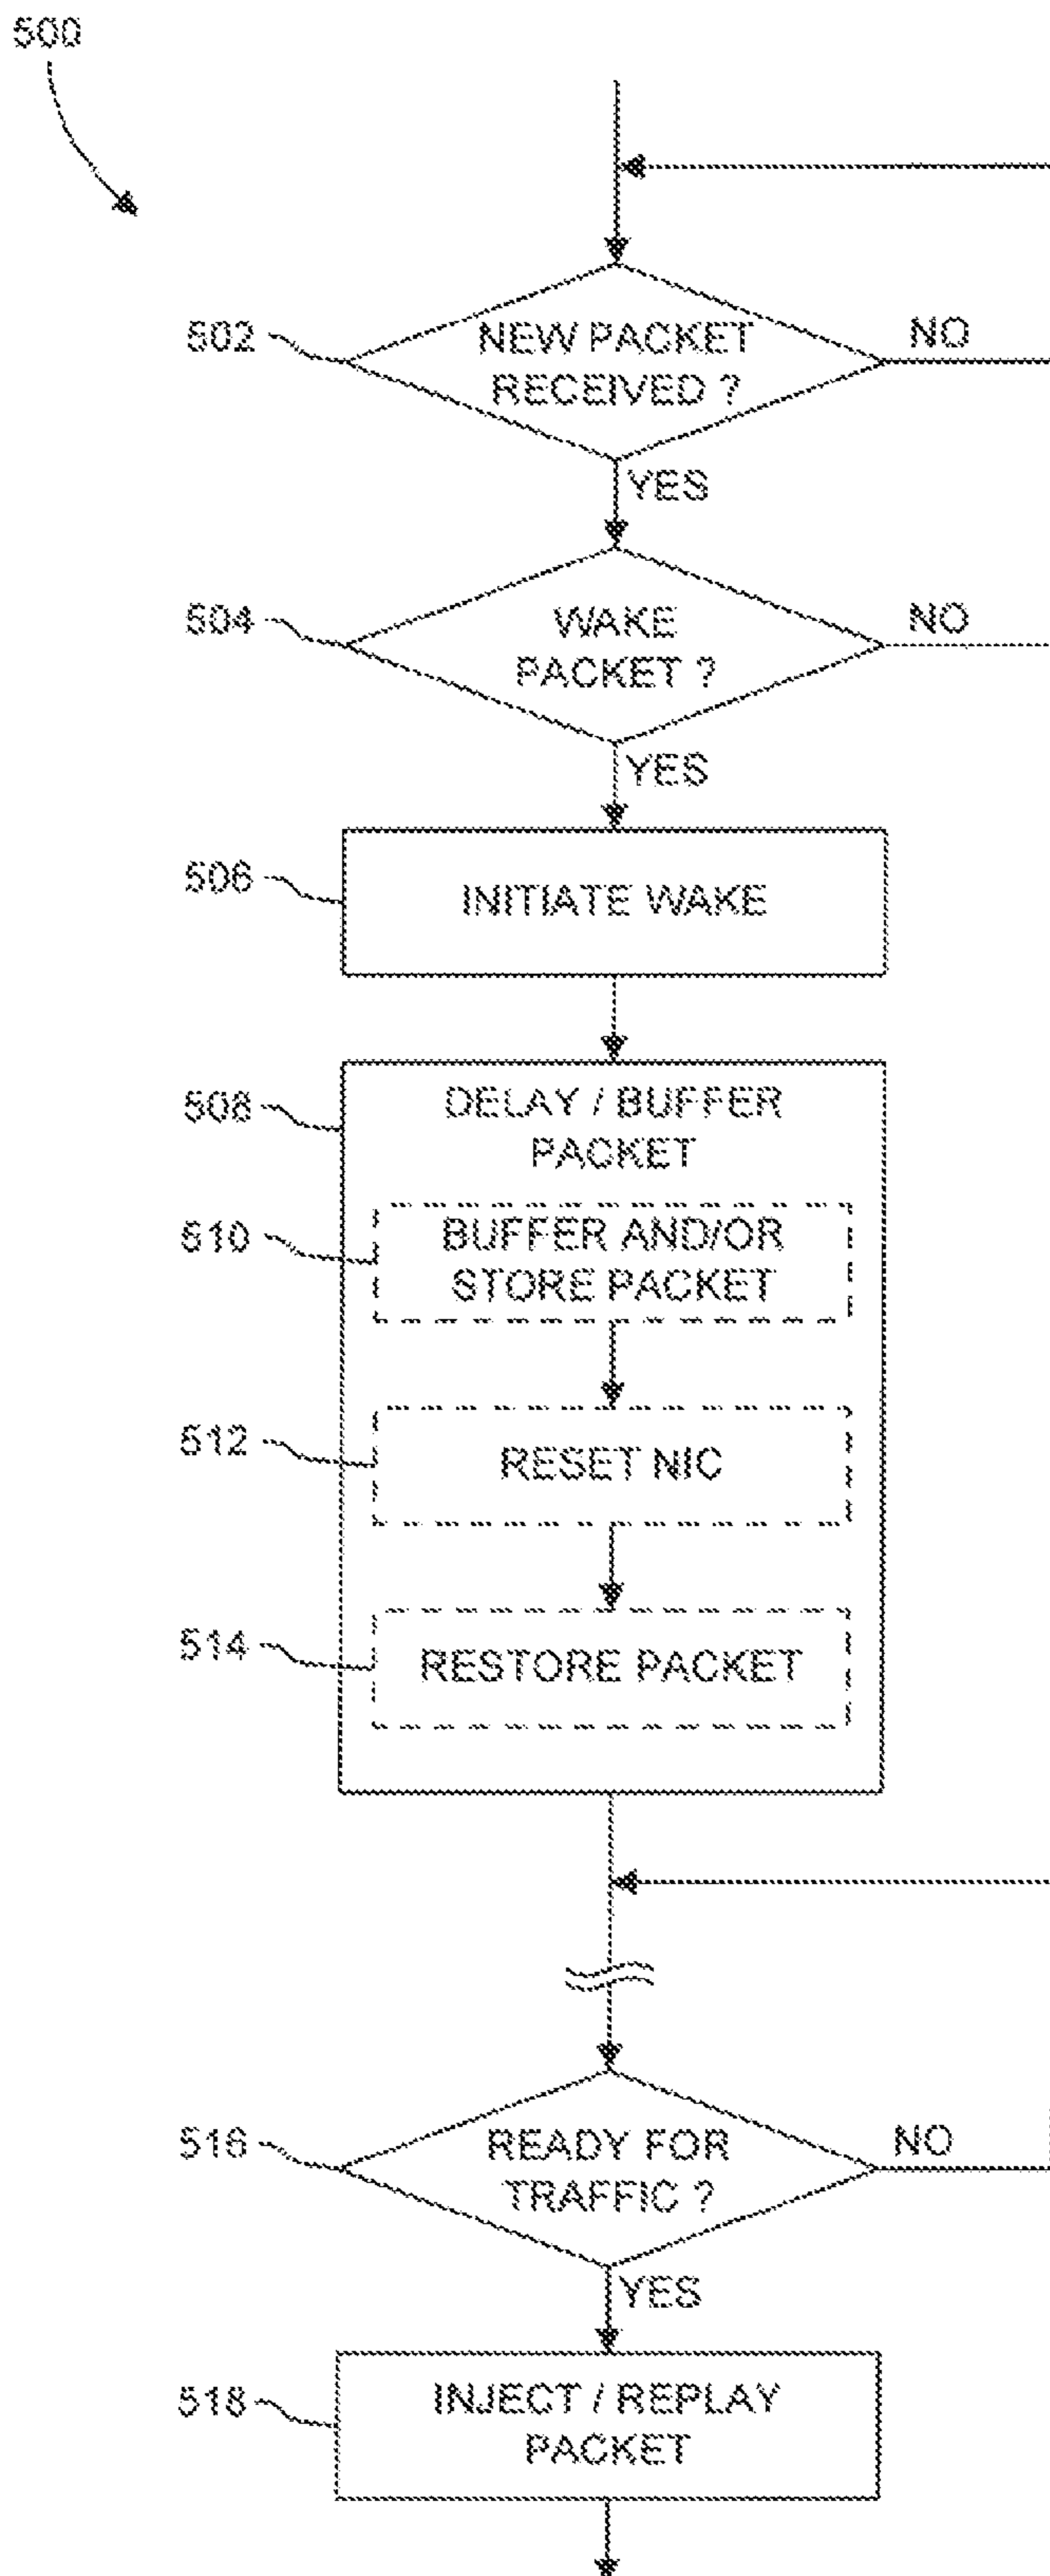 500
502
NEW PACKET
RECEIVED ?
NO
YES
504
WAKE
PACKET ?
NO
YES
506
INITIATE WAKE
508
DELAY / BUFFER
PACKET
510
BUFFER AND/OR
STORE PACKET
512
RESET NIC
514
RESTORE PACKET
516
READY FOR
TRAFFIC ?
NO
YES
518
INJECT / REPLAY
PACKET